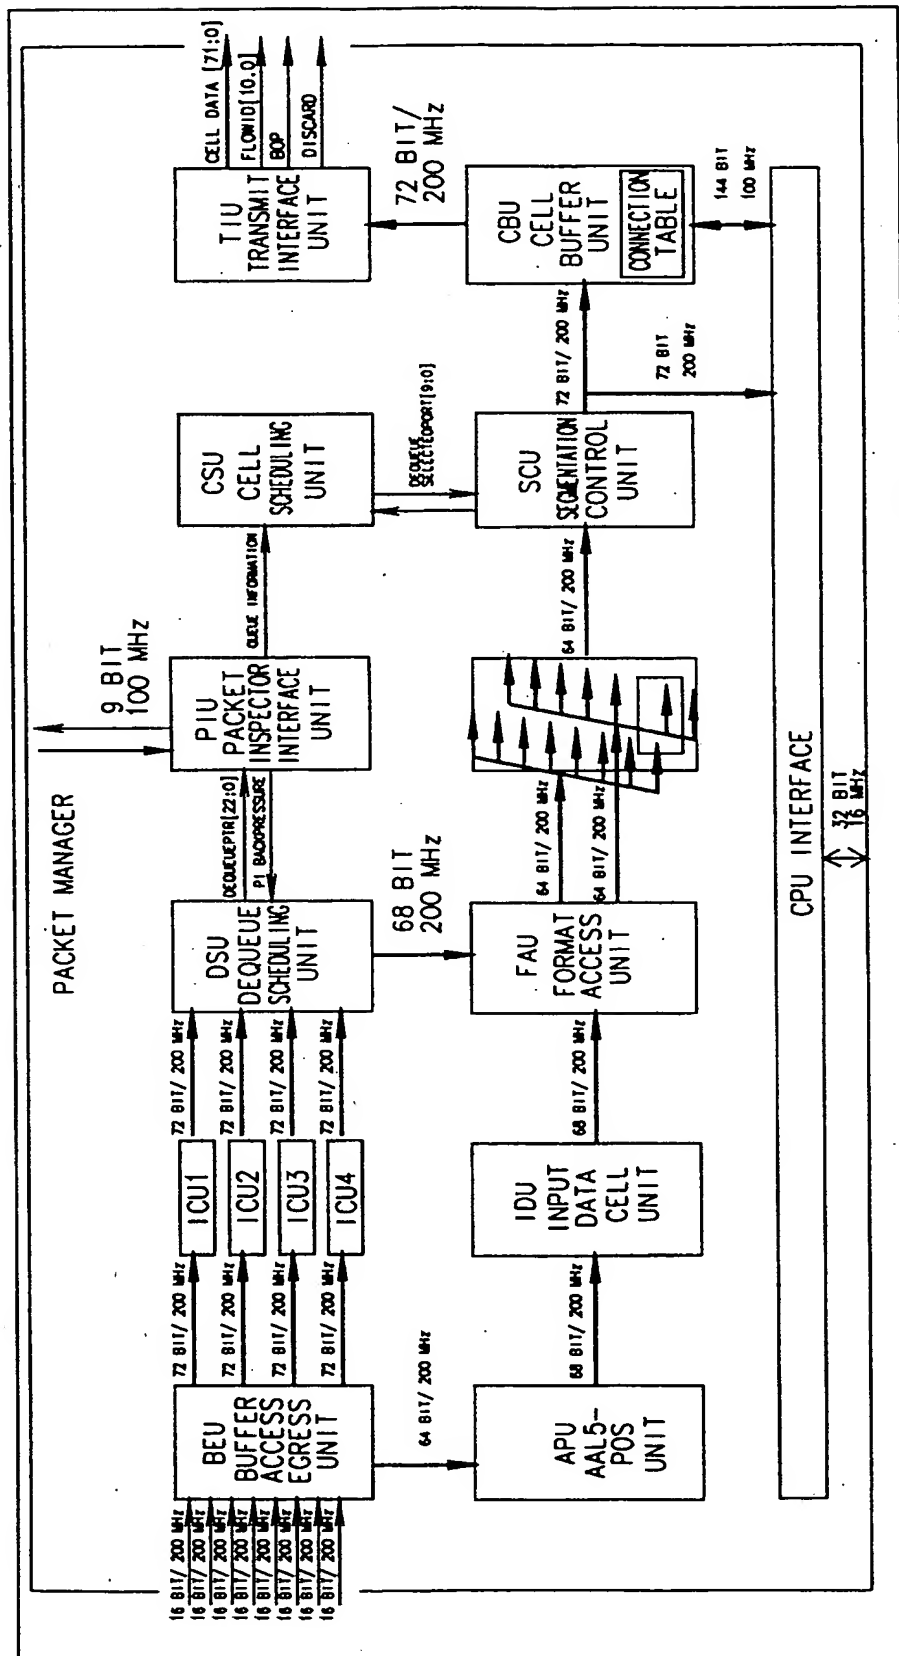 PACKET MANAGER
9 BIT
100 MHz
16 BIT/ 200 MHz
16 BIT/ 200 MHz
16 BIT/ 200 MHz
16 BIT/ 200 MHz
16 BIT/ 200 MHz
16 BIT/ 200 MHz
16 BIT/ 200 MHz
16 BIT/ 200 MHz
BEU
BUFFER
ACCESS
EGRESS
UNIT
72 BIT/ 200 MHz
72 BIT/ 200 MHz
72 BIT/ 200 MHz
72 BIT/ 200 MHz
ICU1
ICU2
ICU3
ICU4
72 BIT/ 200 MHz
72 BIT/ 200 MHz
72 BIT/ 200 MHz
72 BIT/ 200 MHz
DSU
DEQUEUE
SCHEDULING
UNIT
DEQUEUEPTR[22:0]
PI BACKPRESSURE
PIU
PACKET
INSPECTOR
INTERFACE
UNIT
QUEUE INFORMATION
CSU
CELL
SCHEDULING
UNIT
TIU
TRANSMIT
INTERFACE
UNIT
CELL DATA [71:0]
FLOWID[10.0]
BOP
DISCARD
64 BIT/ 200 MHz
68 BIT
200 MHz
DEQUEUE
SELECTEDPORT[9:0]
72 BIT/
200 MHz
APU
AAL5-
POS
UNIT
68 BIT/ 200 MHz
IDU
INPUT
DATA
CELL
UNIT
68 BIT/ 200 MHz
FAU
FORMAT
ACCESS
UNIT
64 BIT/ 200 MHz
64 BIT/ 200 MHz
64 BIT/ 200 MHz
SCU
SEGMENTATION
CONTROL
UNIT
72 BIT/ 200 MHz
72 BIT
200 MHz
CBU
CELL
BUFFER
UNIT
CONNECTION
TABLE
144 BIT
100 MHz
CPU INTERFACE
32 BIT
16 MHz